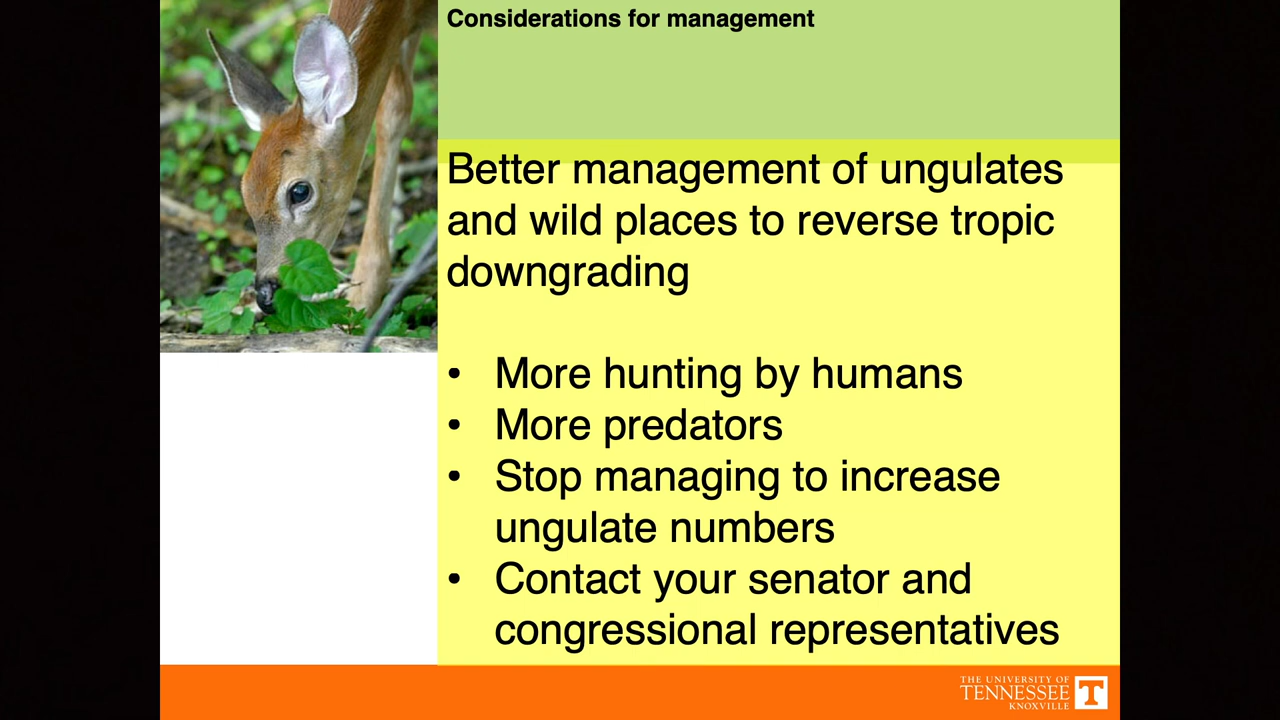 Considerations for management
Better management of ungulates
and wild places to reverse tropic
downgrading
• More hunting by humans
• More predators
• Stop managing to increase
ungulate numbers
• Contact your senator and
congressional representatives
THE UNIVERSITY OF
TENNESSEE
KNOXVILLE
T